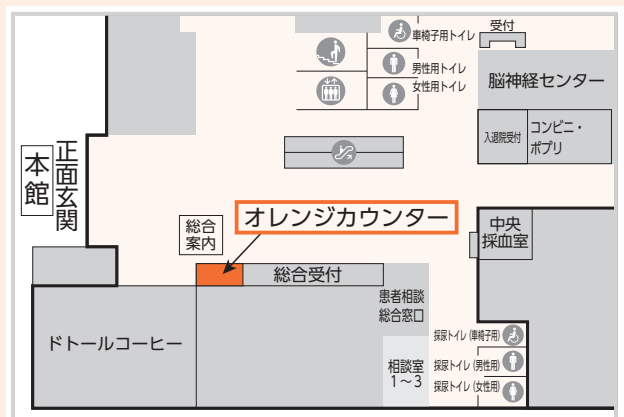 受付
車椅子用トイレ
男性用トイレ
女性用トイレ
脳神経センター
入退院受付
コンビニ・
ポプリ
本館
正面玄関
総合
案内
オレンジカウンター
中央
採血室
総合受付
患者相談
総合窓口
ドトールコーヒー
相談室
1～3
採尿トイレ(車椅子用)
採尿トイレ(男性用)
採尿トイレ(女性用)